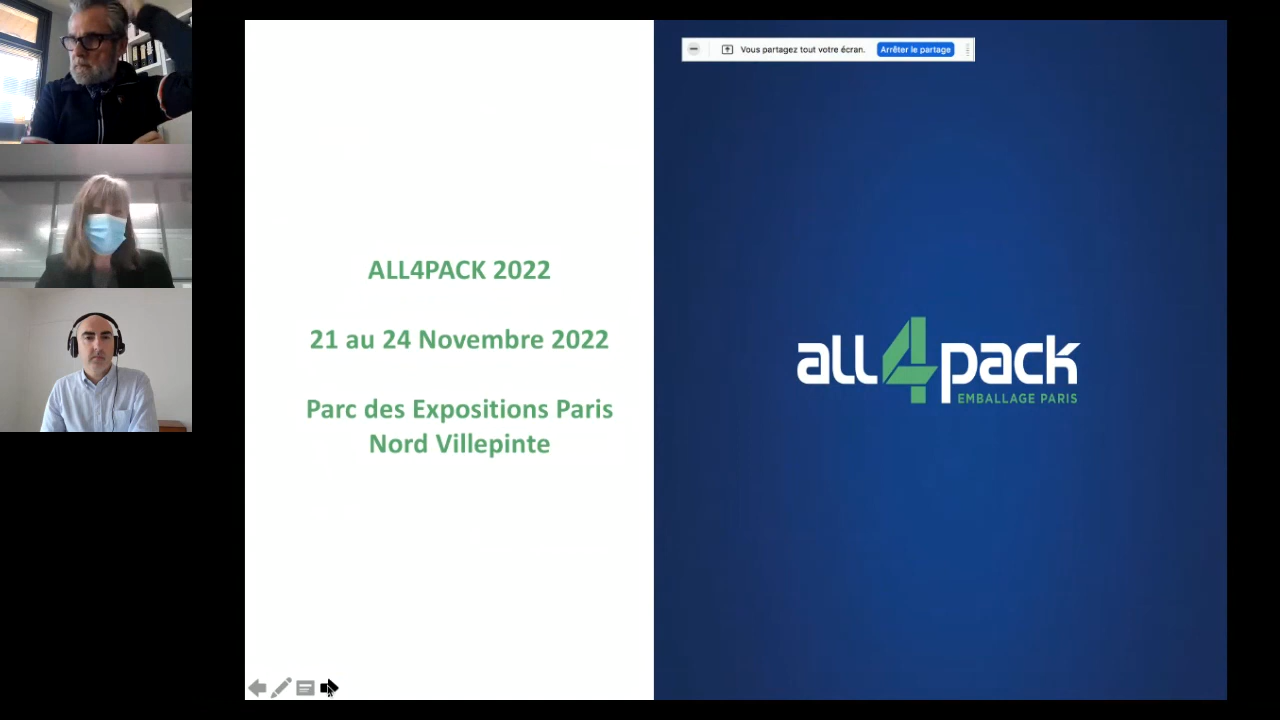 Vous partagez tout votre écran.
Arrêter le partage
ALL4PACK 2022
21 au 24 Novembre 2022
Parc des Expositions Paris
Nord Villepinte
all4pack
EMBALLAGE PARIS